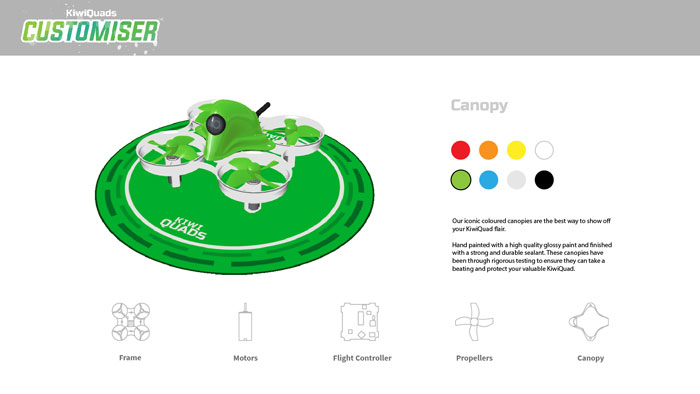 KiwiQuads
CUSTOMISER
Canopy
KIWI
QUADS
Our iconic coloured canopies are the best way to show off
your KiwiQuad flair.
Hand painted with a high quality glossy paint and finished
with a strong and durable sealant. These canopies have
been through rigorous testing to ensure they can take a
beating and protect your valuable KiwiQuad.
Frame
Motors
Flight Controller
Propellers
Canopy